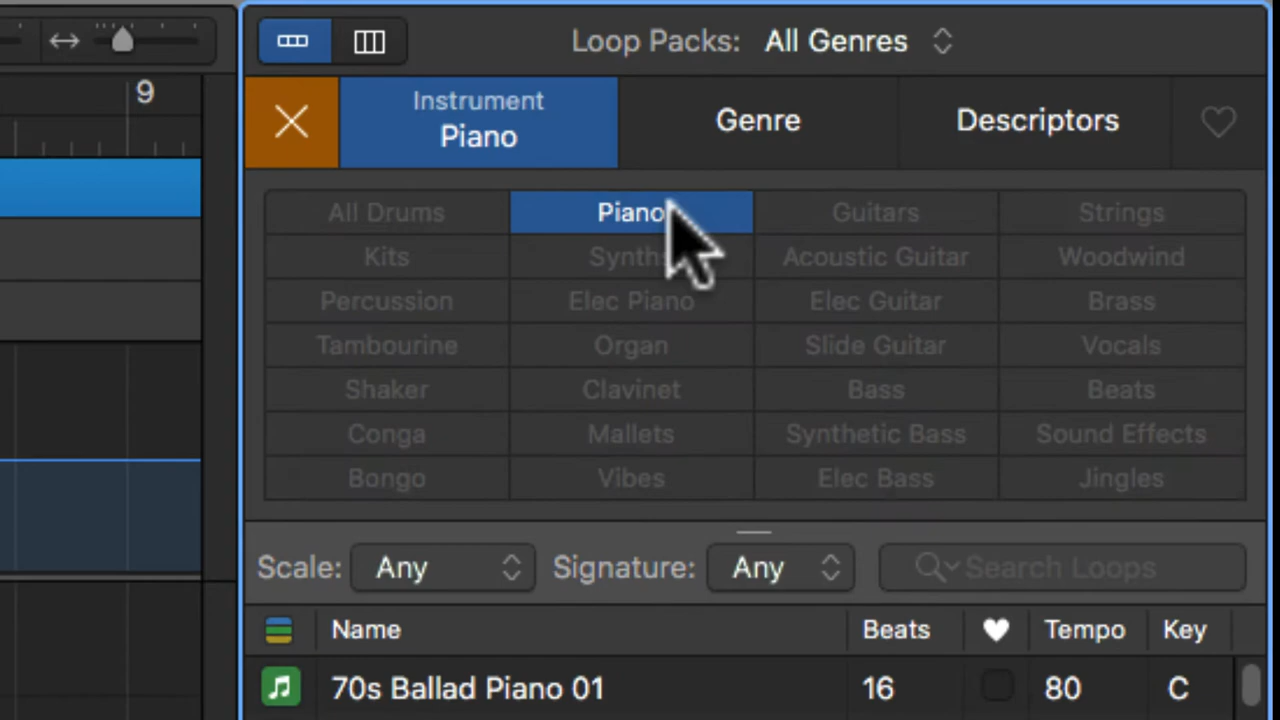 Loop Packs: All Genres
9
Instrument
Piano
Genre
Descriptors
All Drums Piano Guitars Strings
Kits Synths Acoustic Guitar Woodwind
Percussion Elec Piano Elec Guitar Brass
Tambourine Organ Slide Guitar Vocals
Shaker Clavinet Bass Beats
Conga Mallets Synthetic Bass Sound Effects
Bongo Vibes Elec Bass Jingles
Scale: Any Signature: Any Search Loops
Name Beats Tempo Key
70s Ballad Piano 01 16 80 C